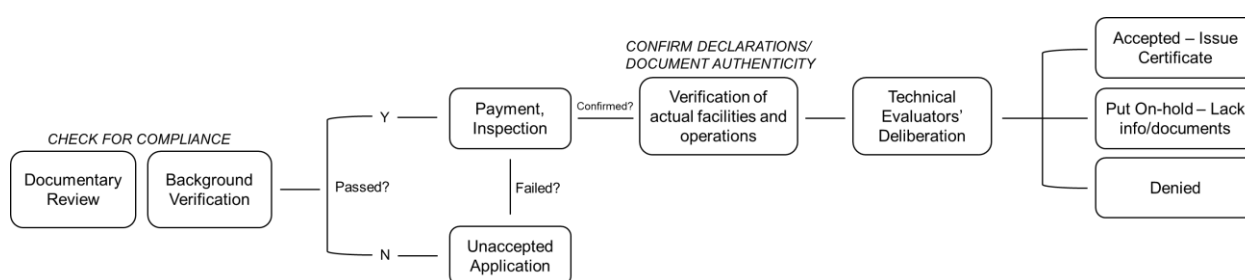 CHECK FOR COMPLIANCE
Documentary
Review
Background
Verification
Passed?
Y
N
Payment,
Inspection
Failed?
Unaccepted
Application
Confirmed?
CONFIRM DECLARATIONS/
DOCUMENT AUTHENTICITY
Verification of
actual facilities and
operations
Technical
Evaluators’
Deliberation
Accepted – Issue
Certificate
Put On-hold – Lack
info/documents
Denied